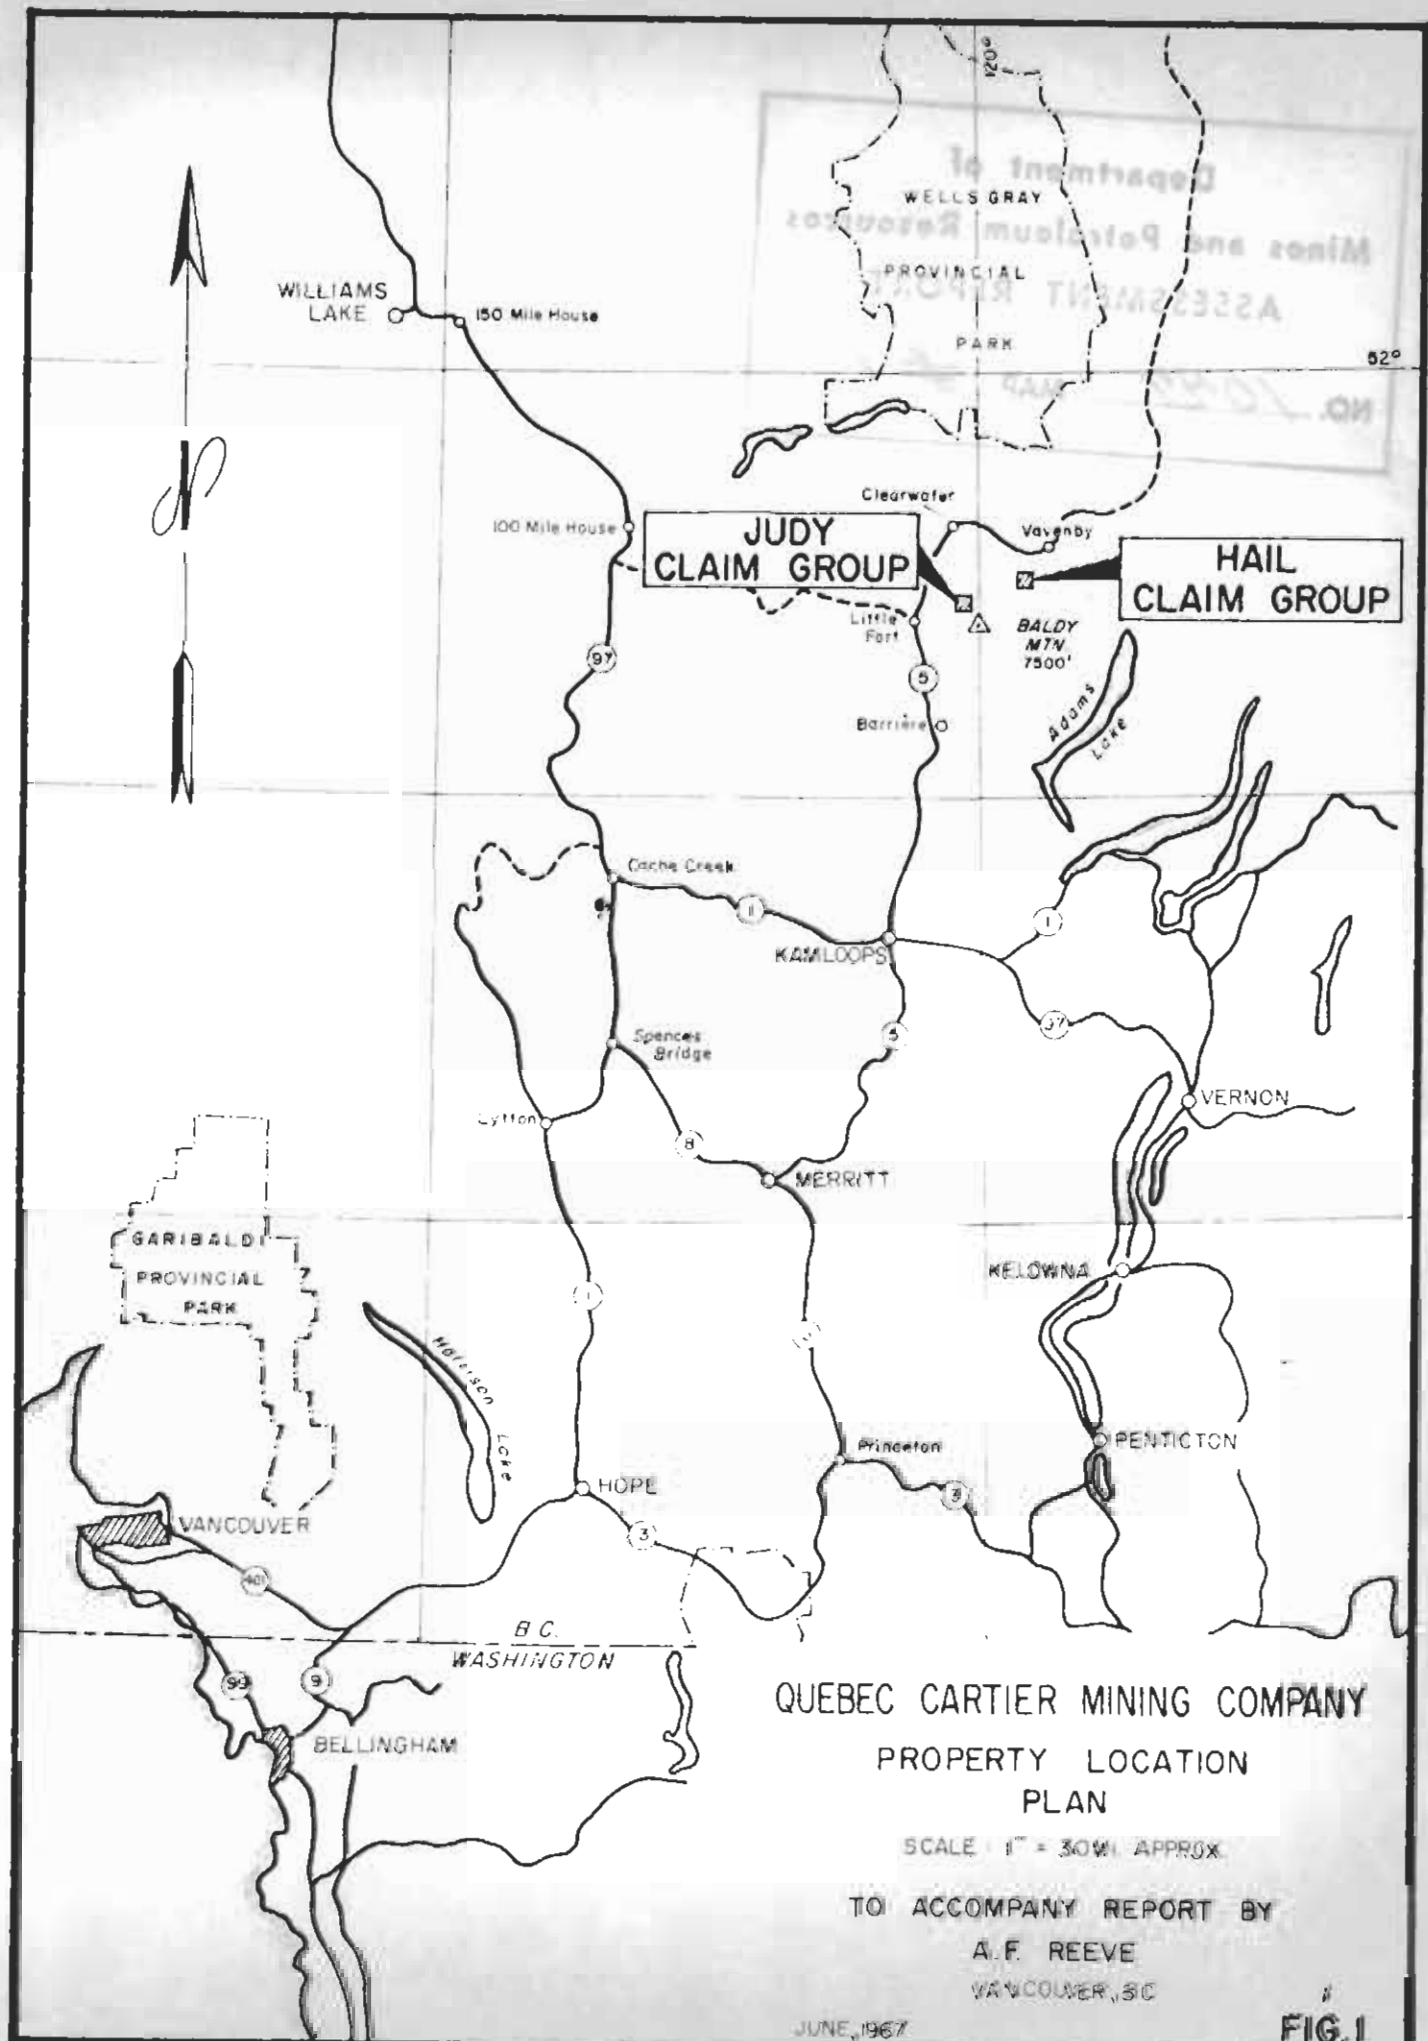 120°
Department of
WELLS GRAY
Mines and Petroleum Resources
PROVINCIAL
ASSESSMENT REPORT
WILLIAMS
LAKE
150 Mile House
PARK
52°
NO.
MAP
Clearwater
100 Mile House
JUDY
CLAIM GROUP
Vavenby
HAIL
CLAIM GROUP
Little
Fort
BALDY
MTN.
7500'
97
5
Adams
Lake
Barrière
Cache Creek
1
1
KAMLOOPS
97
5
Spences
Bridge
VERNON
Lytton
8
MERRITT
GARIBALDI
PROVINCIAL
PARK
KELOWNA
1
Harrison
Lake
Princeton
PENTICTON
HOPE
3
VANCOUVER
3
401
B.C.
WASHINGTON
99
9
BELLINGHAM
QUEBEC CARTIER MINING COMPANY
PROPERTY LOCATION
PLAN
SCALE 1" = 30 MI. APPROX.
TO ACCOMPANY REPORT BY
A. F. REEVE
VANCOUVER, BC
JUNE, 1967
FIG. 1